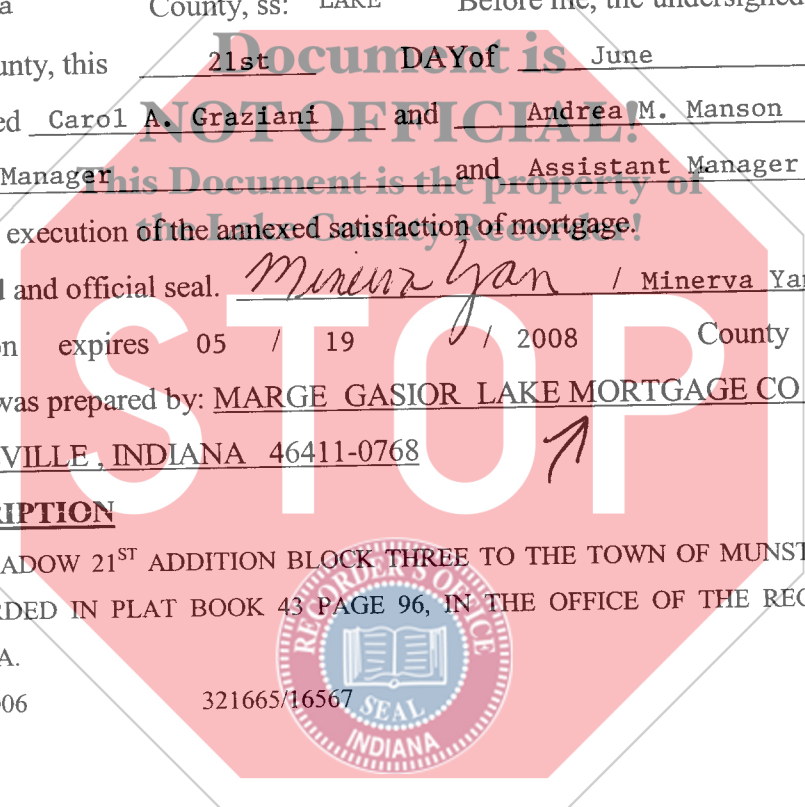 a County, ss: LAKE Before me, the undersigned
unty, this 21st DAYof June
ed Carol A. Graziani and Andrea M. Manson
Manager and Assistant Manager
execution of the annexed satisfaction of mortgage.
d and official seal. Minerva Yan / Minerva Yan
on expires 05 / 19 / 2008 County
was prepared by: MARGE GASIOR LAKE MORTGAGE CO
VILLE , INDIANA 46411-0768
RIPTION
ADOW 21ST ADDITION BLOCK THREE TO THE TOWN OF MUNST
RDED IN PLAT BOOK 43 PAGE 96, IN THE OFFICE OF THE REC
A.
06 321665/16567
Document is
NOT OFFICIAL!
This Document is the property of
the Lake County Recorder!
STOP
RECORDER'S OFFICE
SEAL
INDIANA